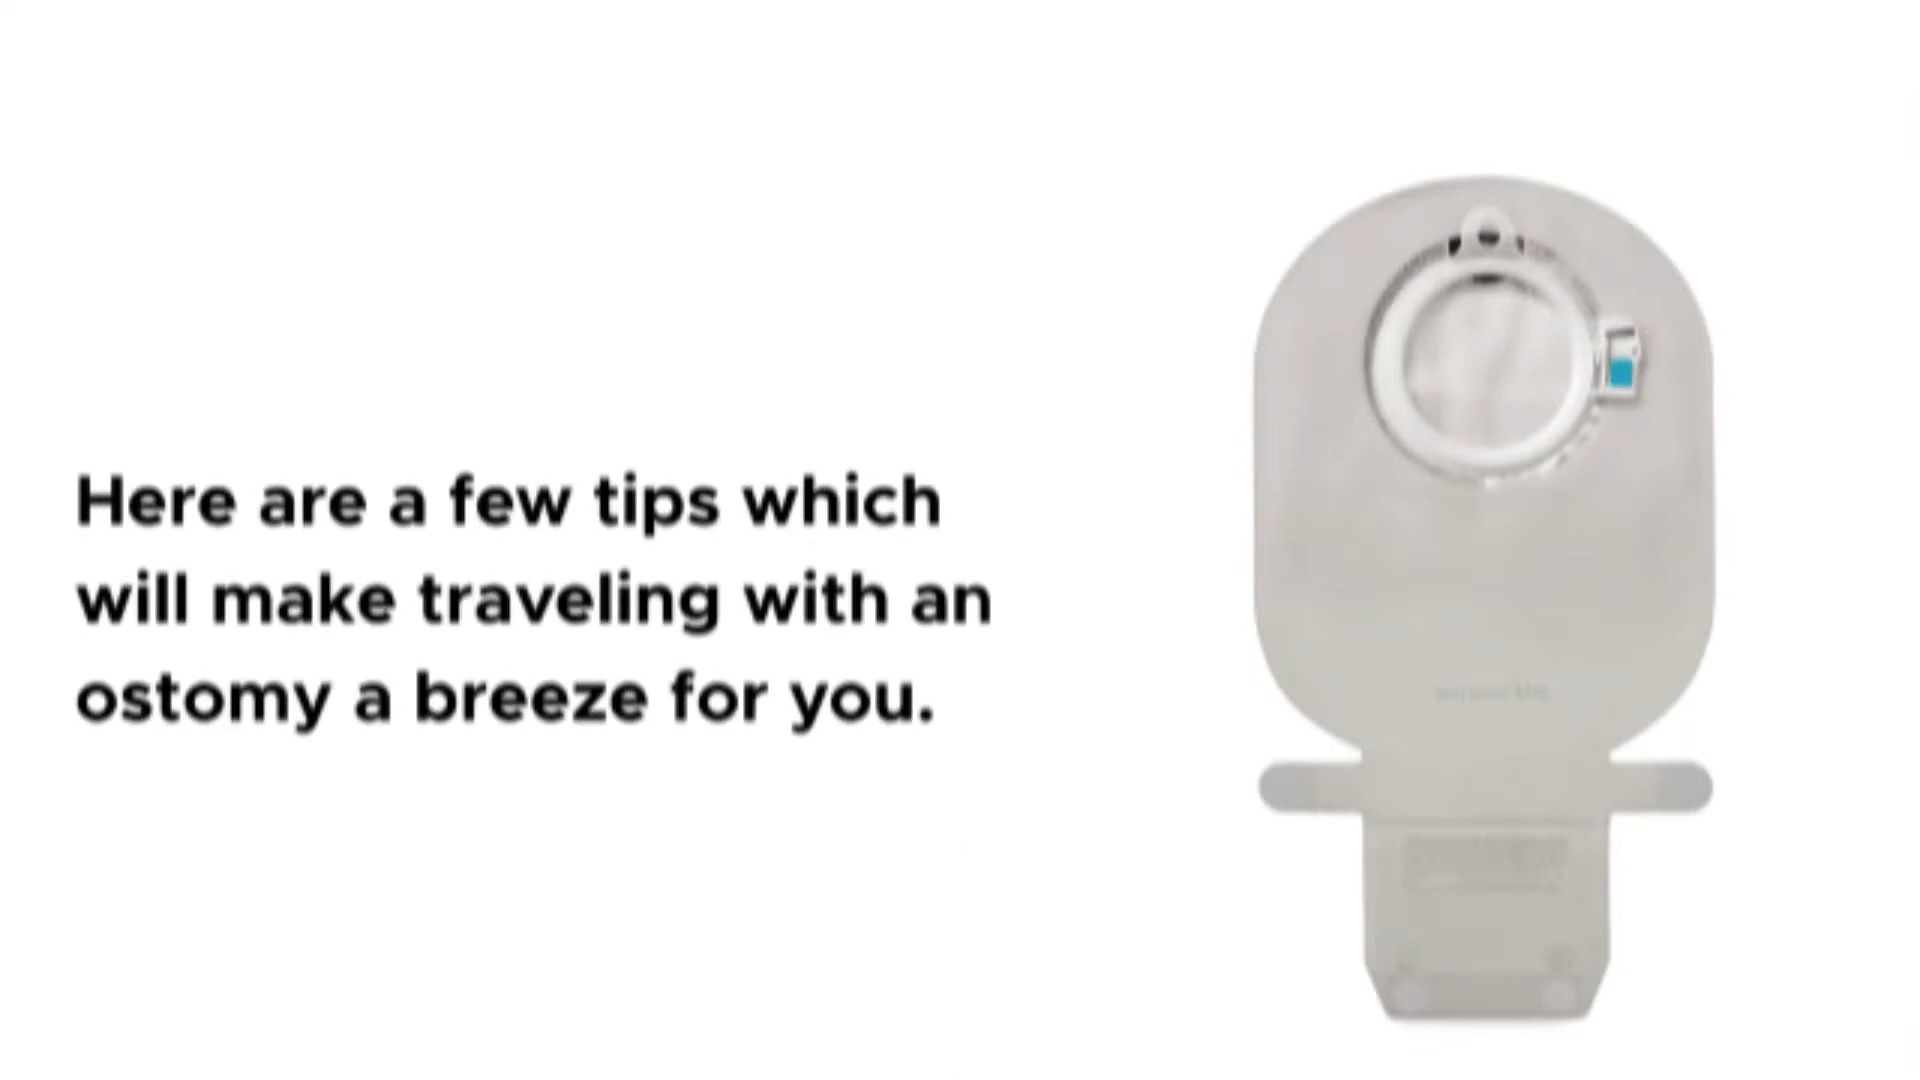 Here are a few tips which
will make traveling with an
ostomy a breeze for you.